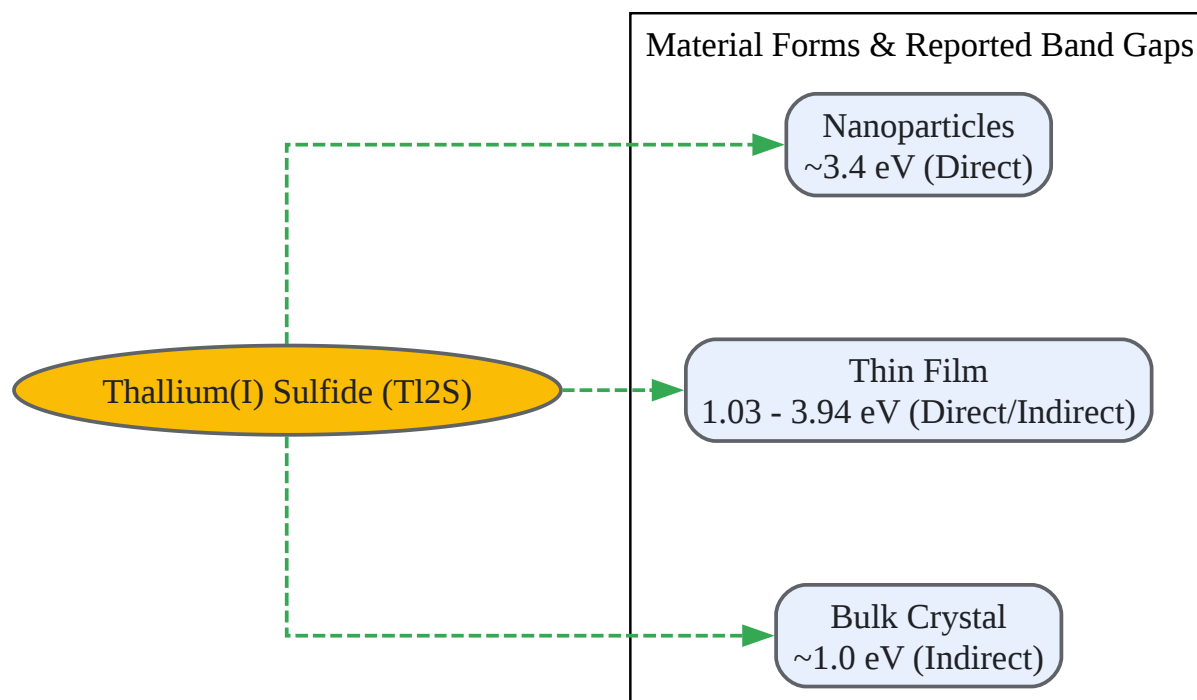 Material Forms & Reported Band Gaps
Nanoparticles
~3.4 eV (Direct)
Thallium(I) Sulfide (Tl2S)
Thin Film
1.03 - 3.94 eV (Direct/Indirect)
Bulk Crystal
~1.0 eV (Indirect)